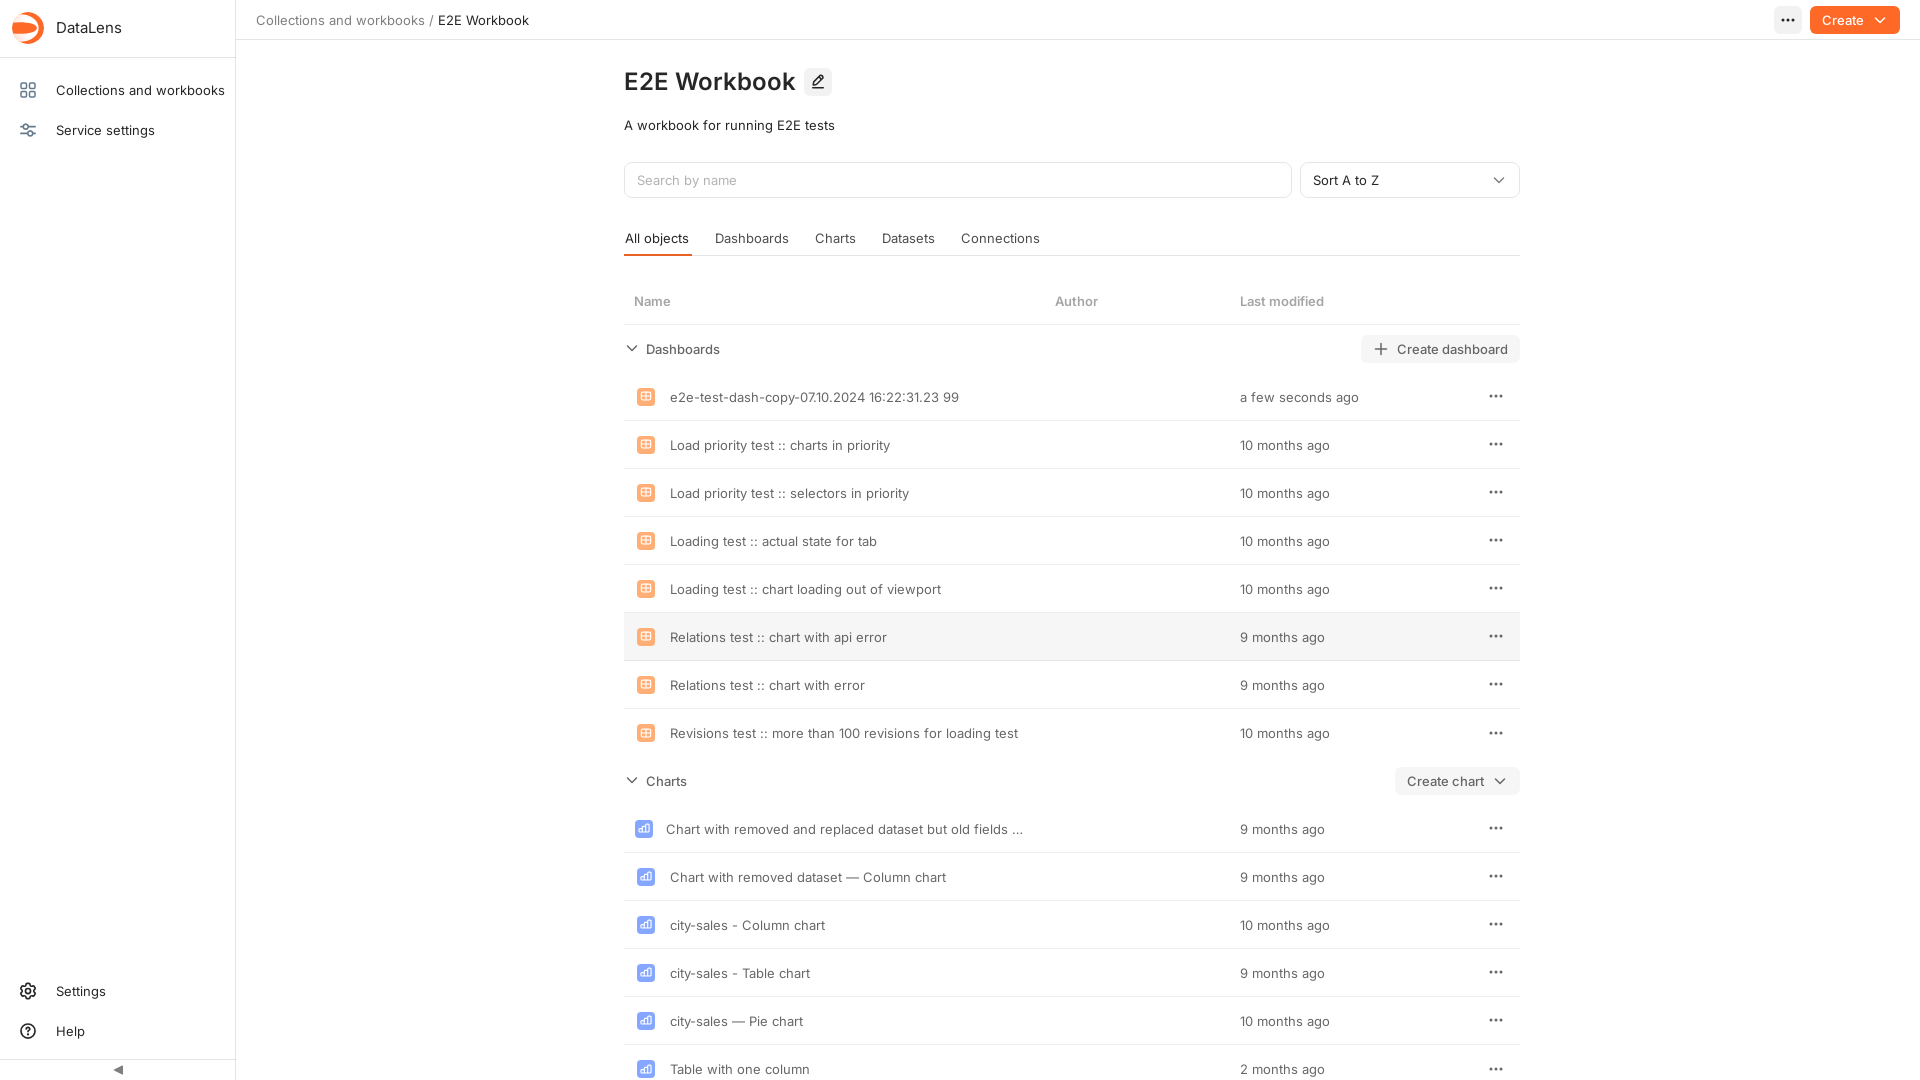 DataLens
Collections and workbooks / E2E Workbook
Create
Collections and workbooks
Service settings
E2E Workbook
A workbook for running E2E tests
Search by name
Sort A to Z
All objects Dashboards Charts Datasets Connections
Name Author Last modified
Dashboards Create dashboard
e2e-test-dash-copy-07.10.2024 16:22:31.23 99 a few seconds ago
Load priority test :: charts in priority 10 months ago
Load priority test :: selectors in priority 10 months ago
Loading test :: actual state for tab 10 months ago
Loading test :: chart loading out of viewport 10 months ago
Relations test :: chart with api error 9 months ago
Relations test :: chart with error 9 months ago
Revisions test :: more than 100 revisions for loading test 10 months ago
Charts Create chart
Chart with removed and replaced dataset but old fields ... 9 months ago
Chart with removed dataset — Column chart 9 months ago
city-sales - Column chart 10 months ago
city-sales - Table chart 9 months ago
city-sales — Pie chart 10 months ago
Table with one column 2 months ago
Settings
Help